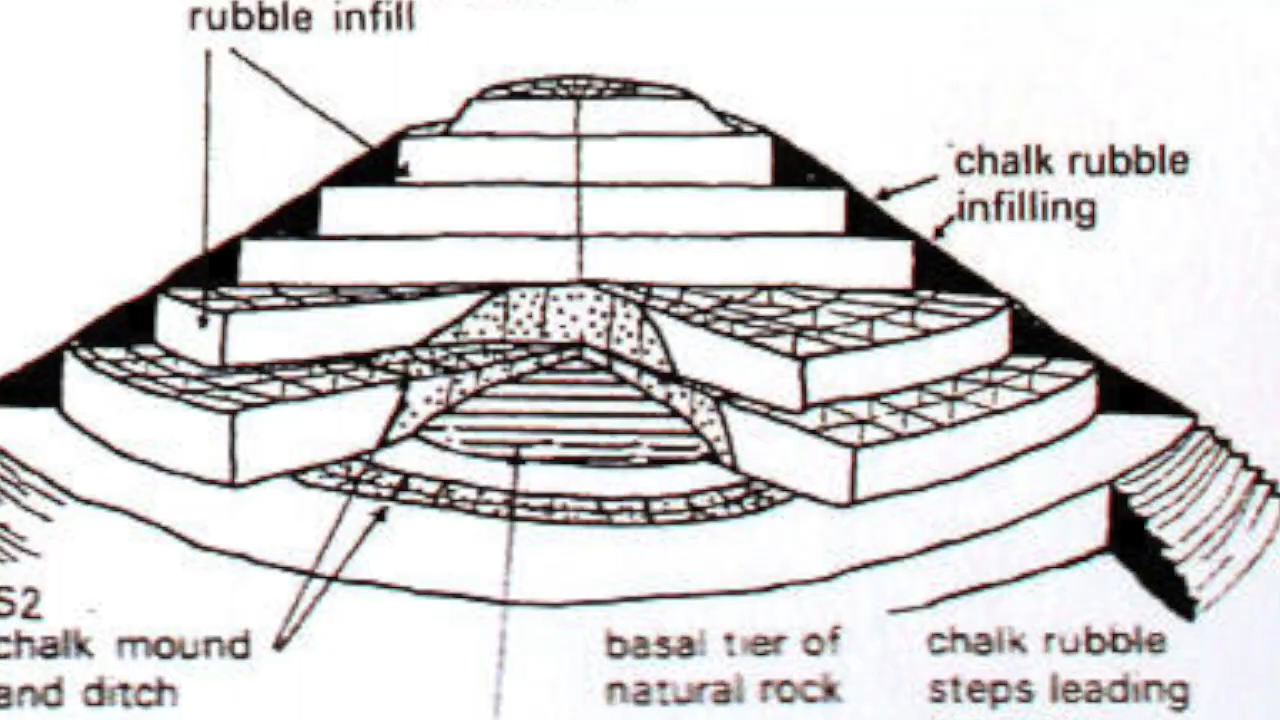 rubble infill
chalk rubble
infilling
S2
chalk mound
and ditch
basal tier of
natural rock
chalk rubble
steps leading